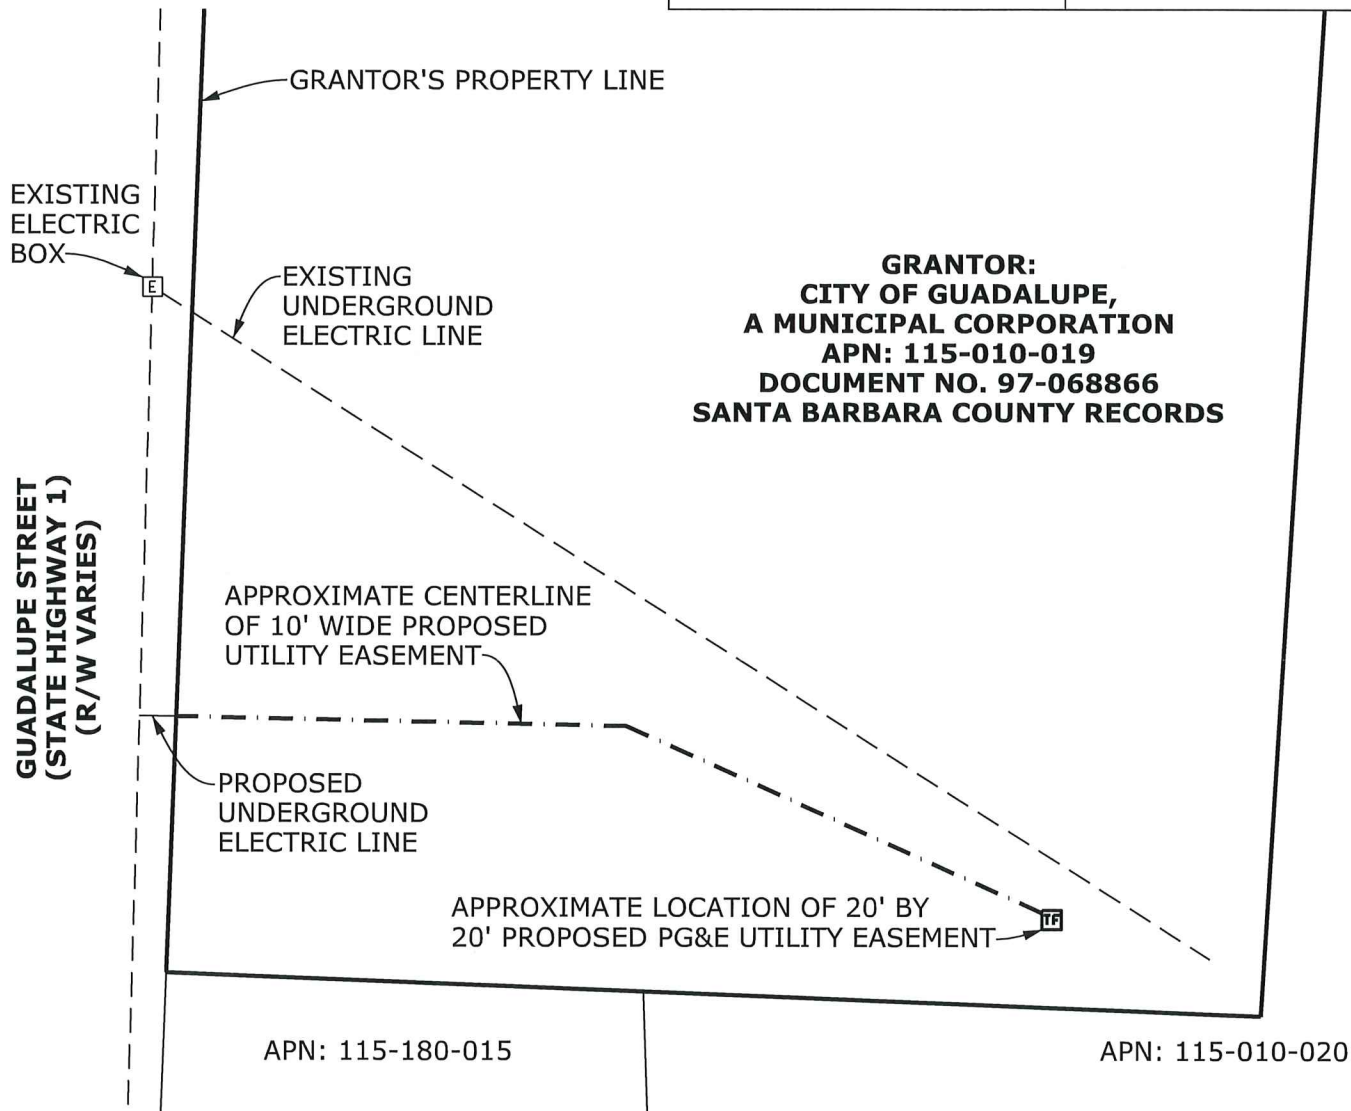 GRANTOR'S PROPERTY LINE
EXISTING
ELECTRIC
BOX
E
EXISTING
UNDERGROUND
ELECTRIC LINE
GRANTOR:
CITY OF GUADALUPE,
A MUNICIPAL CORPORATION
APN: 115-010-019
DOCUMENT NO. 97-068866
SANTA BARBARA COUNTY RECORDS
GUADALUPE STREET
(STATE HIGHWAY 1)
(R/W VARIES)
APPROXIMATE CENTERLINE
OF 10' WIDE PROPOSED
UTILITY EASEMENT
PROPOSED
UNDERGROUND
ELECTRIC LINE
APPROXIMATE LOCATION OF 20' BY
20' PROPOSED PG&E UTILITY EASEMENT
TF
APN: 115-180-015
APN: 115-010-020